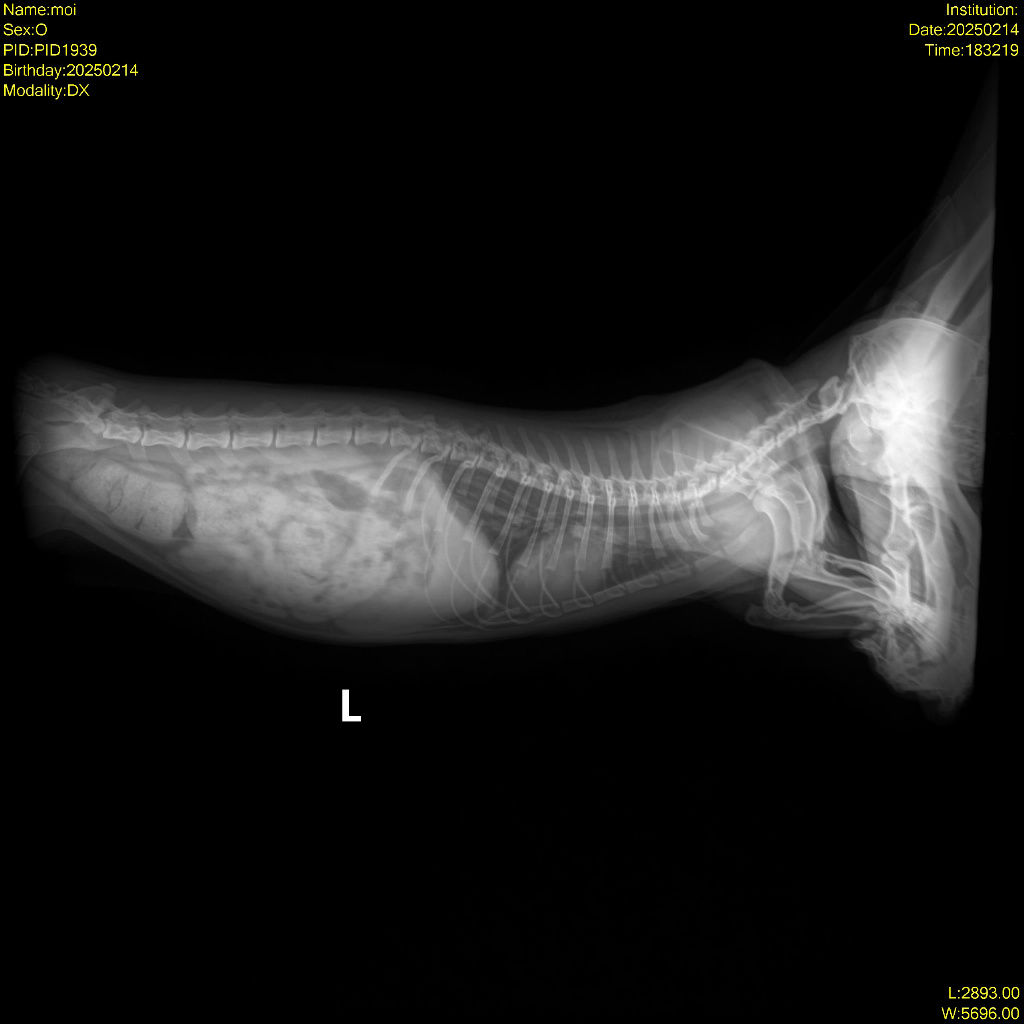 Name:moi
Sex:O
PID:PID1939
Birthday:20250214
Modality:DX
Institution:
Date:20250214
Time:183219
L
L:2893.00
W:5696.00